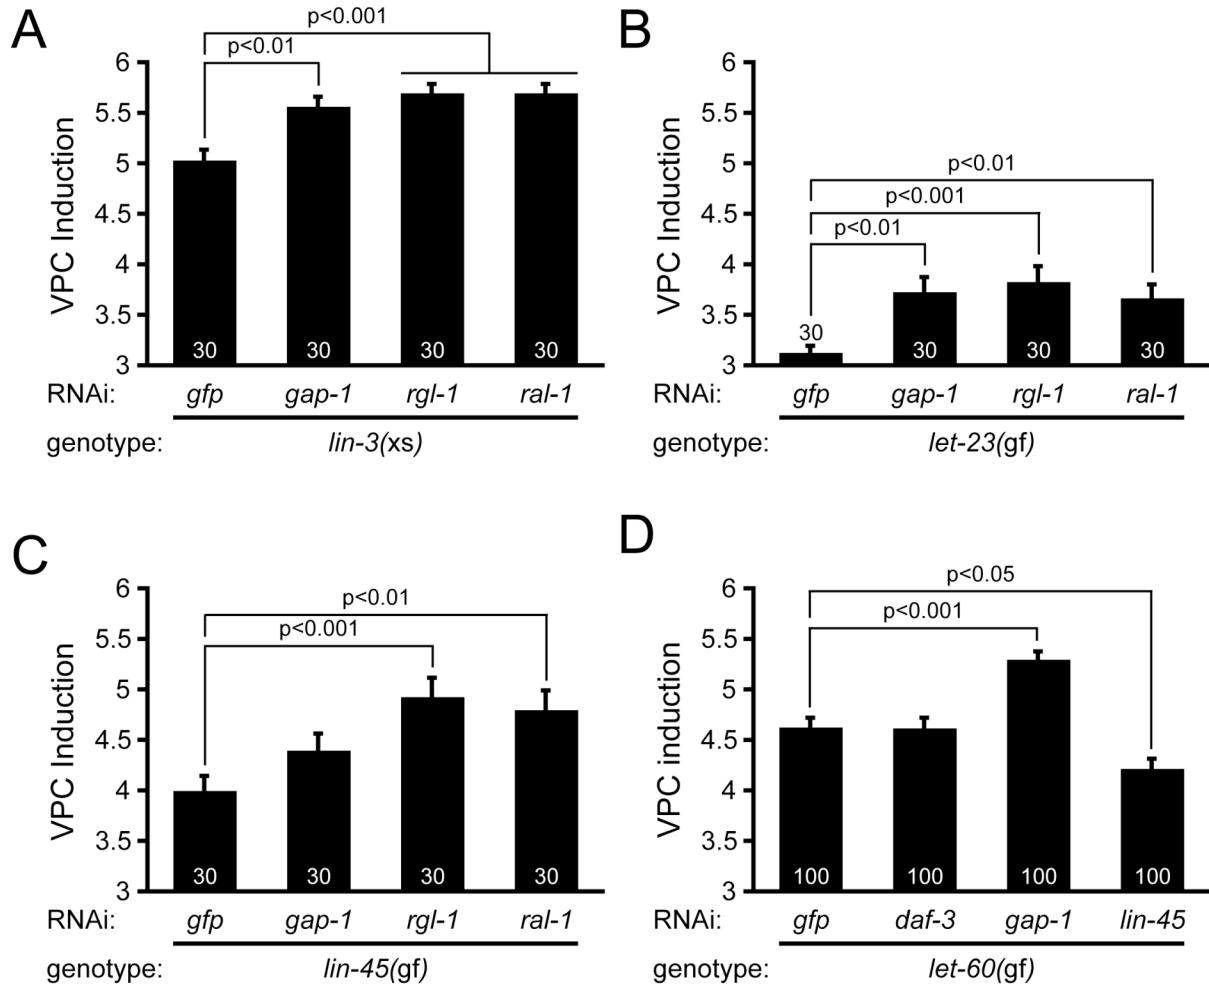 A
p<0.001
p<0.01
VPC Induction
6
5.5
5
4.5
4
3.5
3
30 30 30 30
RNAi: gfp gap-1 rgl-1 ral-1
genotype: lin-3(xs)
B
p<0.01
p<0.001
p<0.01
VPC Induction
6
5.5
5
4.5
4
3.5
3
30 30 30 30
RNAi: gfp gap-1 rgl-1 ral-1
genotype: let-23(gf)
C
p<0.01
p<0.001
VPC Induction
6
5.5
5
4.5
4
3.5
3
30 30 30 30
RNAi: gfp gap-1 rgl-1 ral-1
genotype: lin-45(gf)
D
p<0.05
p<0.001
VPC induction
6
5.5
5
4.5
4
3.5
3
100 100 100 100
RNAi: gfp daf-3 gap-1 lin-45
genotype: let-60(gf)